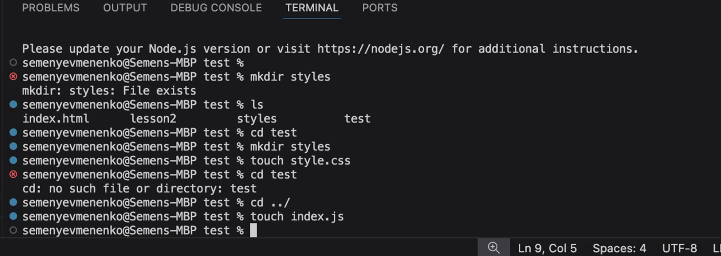 PROBLEMS OUTPUT DEBUG CONSOLE TERMINAL PORTS
Please update your Node.js version or visit https://nodejs.org/ for additional instructions.
semenyevmenenko@Semens-MBP test %
semenyevmenenko@Semens-MBP test % mkdir styles
mkdir: styles: File exists
semenyevmenenko@Semens-MBP test % ls
index.html lesson2 styles test
semenyevmenenko@Semens-MBP test % cd test
semenyevmenenko@Semens-MBP test % mkdir styles
semenyevmenenko@Semens-MBP test % touch style.css
semenyevmenenko@Semens-MBP test % cd test
cd: no such file or directory: test
semenyevmenenko@Semens-MBP test % cd ../
semenyevmenenko@Semens-MBP test % touch index.js
semenyevmenenko@Semens-MBP test %
Ln 9, Col 5 Spaces: 4 UTF-8